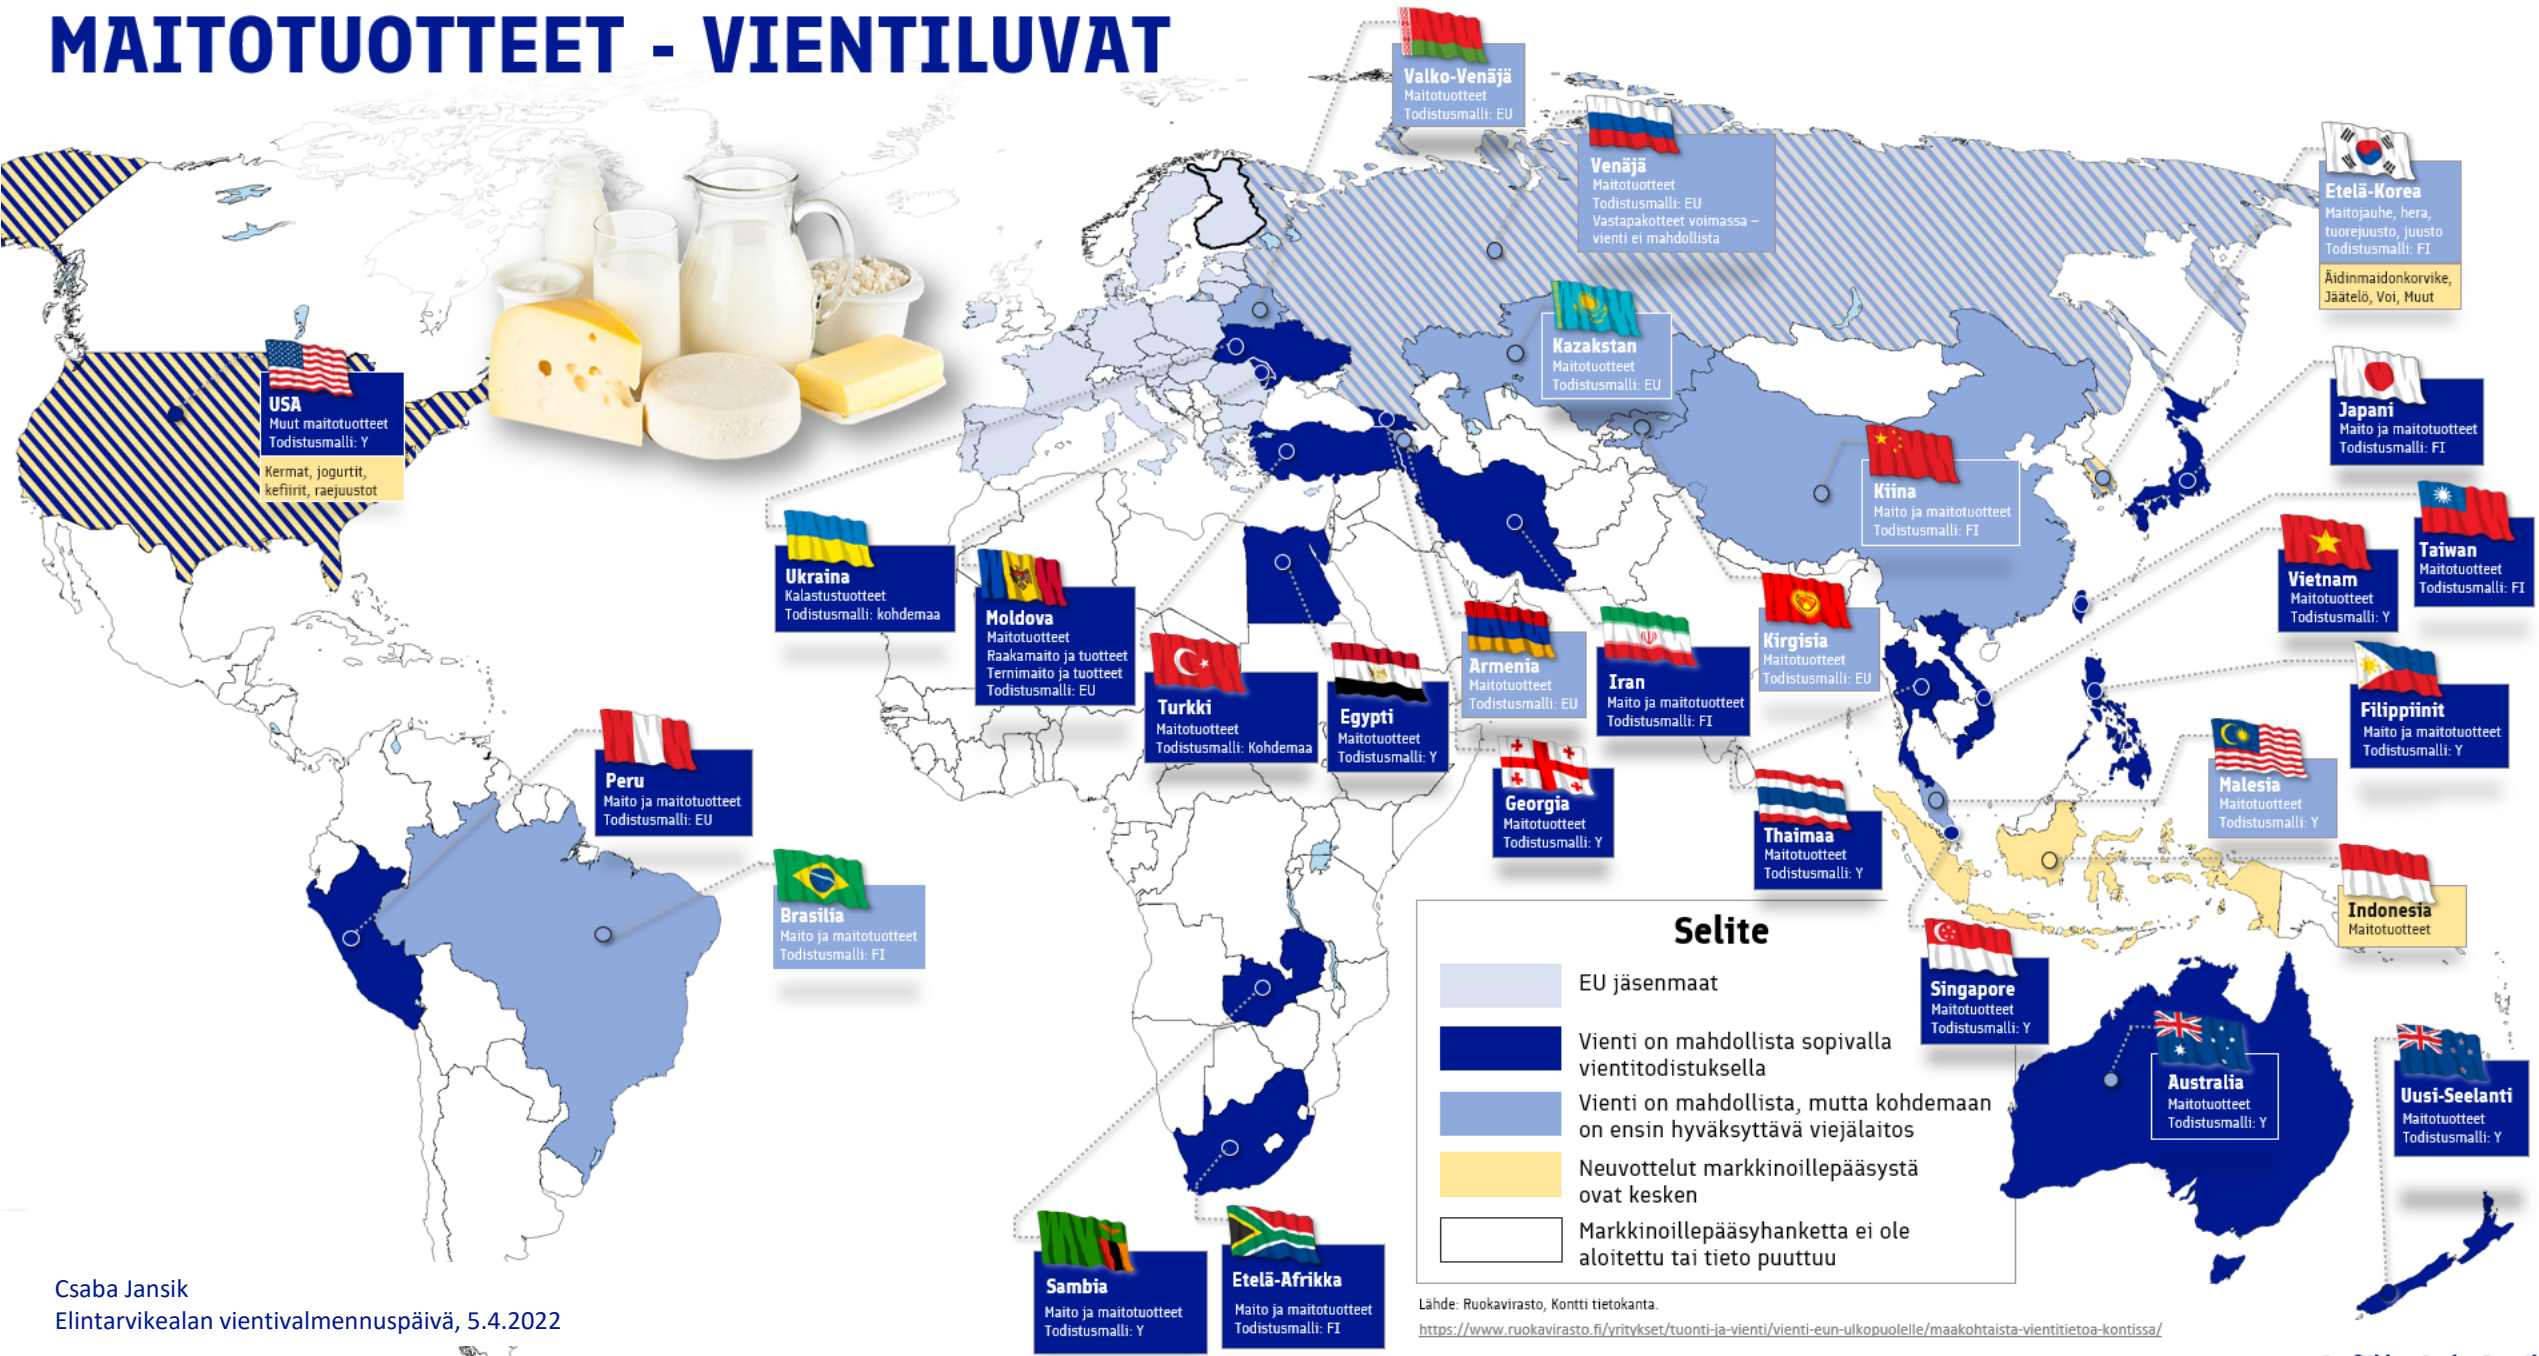 MAITOTUOTTEET - VIENTILUVAT
Valko-Venäjä
Maitotuotteet
Todistusmalli: EU
Venäjä
Maitotuotteet
Todistusmalli: EU
Vastapakotteet voimassa –
vienti ei mahdollista
Etelä-Korea
Maitojauhe, hera,
tuorejuusto, juusto
Todistusmalli: FI
Äidinmaidonkorvike,
Jäätelö, Voi, Muut
Kazakstan
Maitotuotteet
Todistusmalli: EU
USA
Muut maitotuotteet
Todistusmalli: Y
Kermat, jogurtit,
kefiirit, raejuustot
Japani
Maito ja maitotuotteet
Todistusmalli: FI
Kiina
Maito ja maitotuotteet
Todistusmalli: FI
Taiwan
Maitotuotteet
Todistusmalli: FI
Vietnam
Maitotuotteet
Todistusmalli: Y
Ukraina
Kalastustuotteet
Todistusmalli: kohdemaa
Moldova
Maitotuotteet
Raakamaito ja tuotteet
Ternimaito ja tuotteet
Todistusmalli: EU
Turkki
Maitotuotteet
Todistusmalli: Kohdemaa
Egypti
Maitotuotteet
Todistusmalli: Y
Armenia
Maitotuotteet
Todistusmalli: EU
Iran
Maito ja maitotuotteet
Todistusmalli: FI
Kirgisia
Maitotuotteet
Todistusmalli: EU
Filippiinit
Maito ja maitotuotteet
Todistusmalli: Y
Peru
Maito ja maitotuotteet
Todistusmalli: EU
Georgia
Maitotuotteet
Todistusmalli: Y
Thaimaa
Maitotuotteet
Todistusmalli: Y
Malesia
Maitotuotteet
Todistusmalli: Y
Brasilia
Maito ja maitotuotteet
Todistusmalli: FI
Indonesia
Maitotuotteet
Singapore
Maitotuotteet
Todistusmalli: Y
Australia
Maitotuotteet
Todistusmalli: Y
Uusi-Seelanti
Maitotuotteet
Todistusmalli: Y
Sambia
Maito ja maitotuotteet
Todistusmalli: Y
Etelä-Afrikka
Maito ja maitotuotteet
Todistusmalli: FI
Selite
EU jäsenmaat
Vienti on mahdollista sopivalla
vientitodistuksella
Vienti on mahdollista, mutta kohdemaan
on ensin hyväksyttävä viejälaitos
Neuvottelut markkinoillepääsystä
ovat kesken
Markkinoillepääsyhanketta ei ole
aloitettu tai tieto puuttuu
Lähde: Ruokavirasto, Kontti tietokanta.
https://www.ruokavirasto.fi/yritykset/tuonti-ja-vienti/vienti-eun-ulkopuolelle/maakohtaista-vientitietoa-kontissa/
Csaba Jansik
Elintarvikealan vientivalmennuspäivä, 5.4.2022